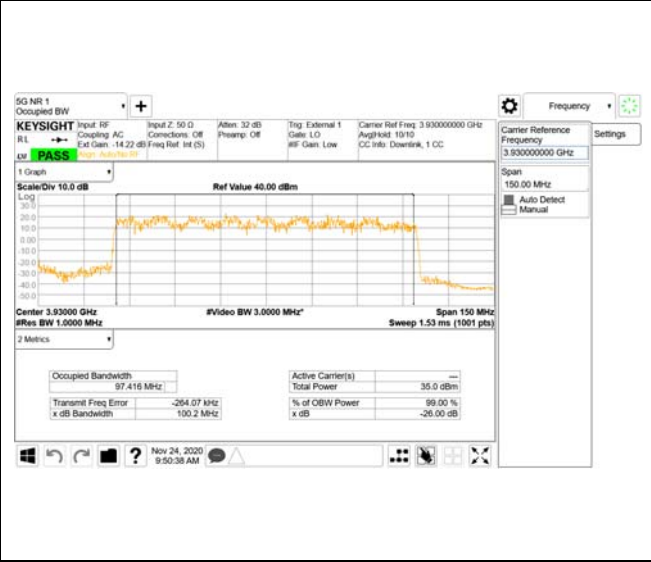 5G NR 1
Occupied BW
Frequency
KEYSIGHT
R L
LW
PASS
Input: RF
Coupling: AC
Ext Gain: -14.22 dB
Align: Auto/No RF
Input Z: 50 Ω
Corrections: Off
Freq Ref: Int (S)
Atten: 32 dB
Preamp: Off
Trig: External 1
Gate: LO
#IF Gain: Low
Carrier Ref Freq: 3.930000000 GHz
Avg|Hold: 10/10
CC Info: Downlink, 1 CC
Carrier Reference
Frequency
3.930000000 GHz
Settings
Span
150.00 MHz
Auto Detect
Manual
1 Graph
Scale/Div 10.0 dB
Ref Value 40.00 dBm
Log
30.0
20.0
10.0
0.00
-10.0
-20.0
-30.0
-40.0
-50.0
Center 3.93000 GHz
#Video BW 3.0000 MHz*
Span 150 MHz
#Res BW 1.0000 MHz
Sweep 1.53 ms (1001 pts)
2 Metrics
Occupied Bandwidth
97.416 MHz
Transmit Freq Error -264.07 kHz
x dB Bandwidth 100.2 MHz
Active Carrier(s) —
Total Power 35.0 dBm
% of OBW Power 99.00 %
x dB -26.00 dB
Nov 24, 2020
9:50:38 AM